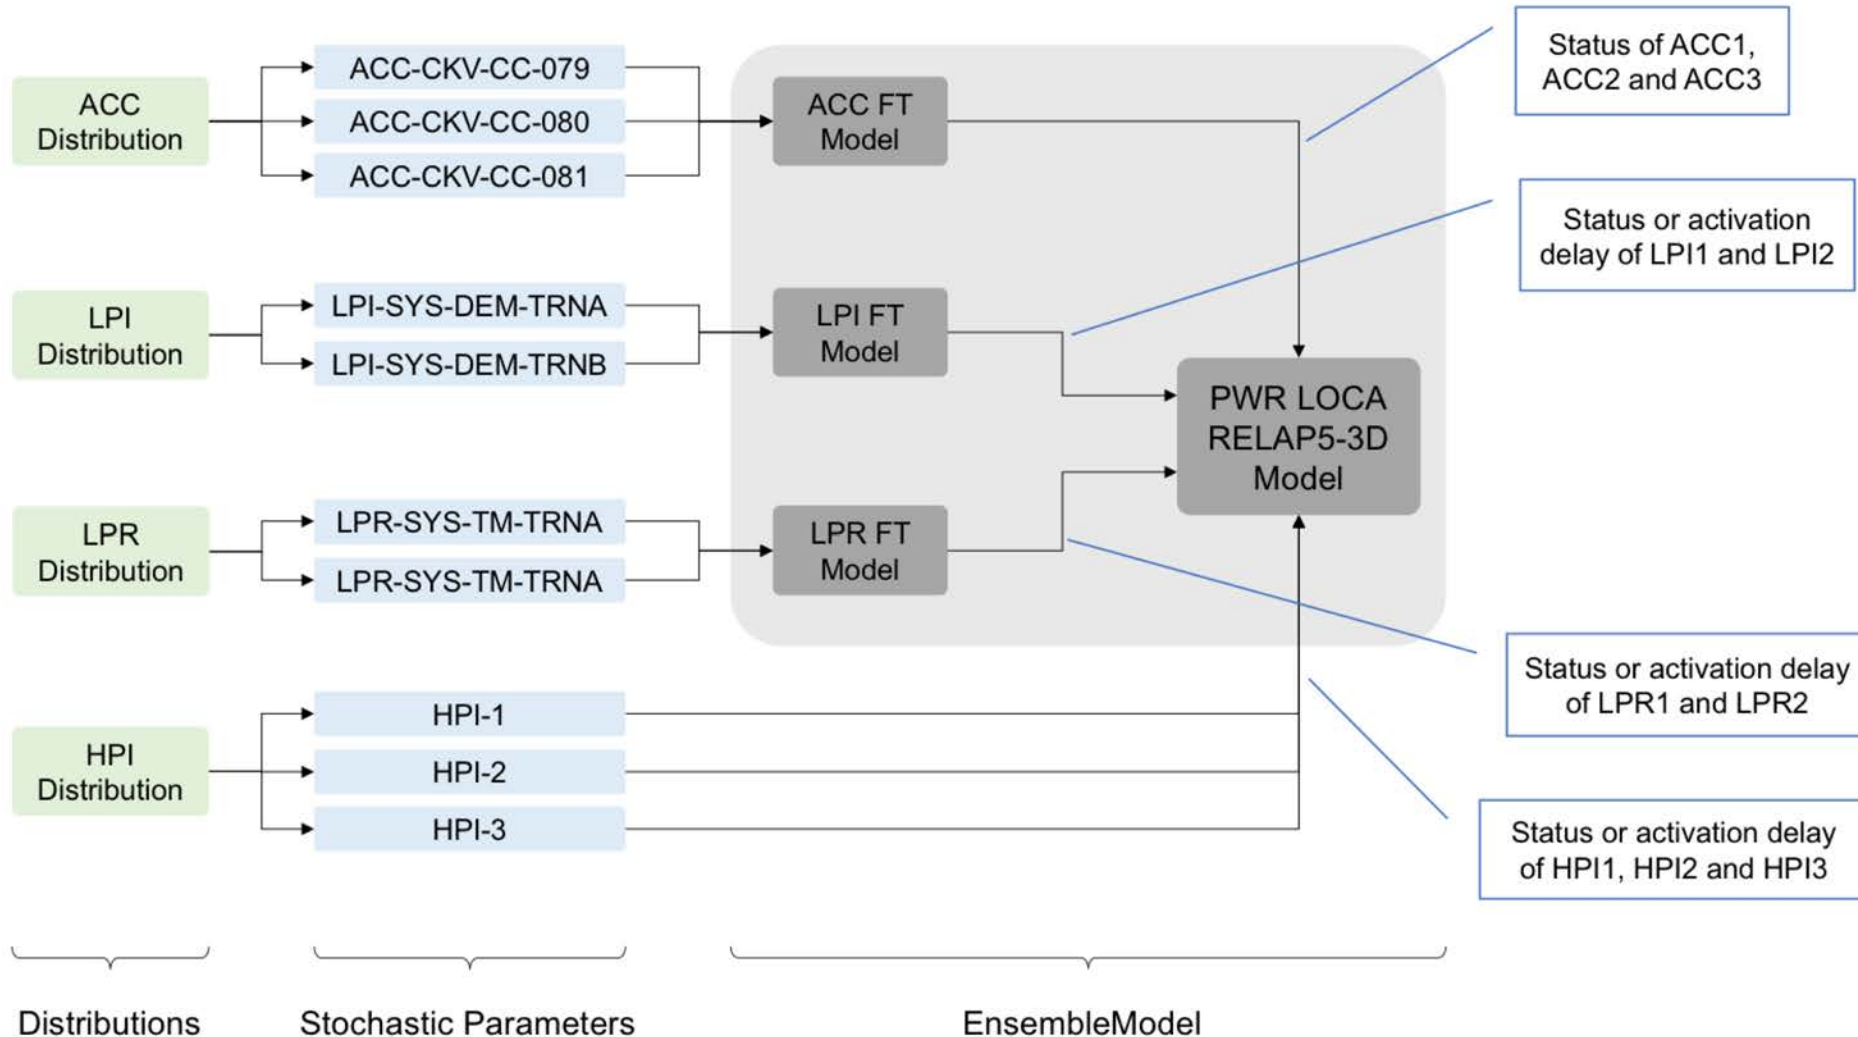 ACC
Distribution
ACC-CKV-CC-079
ACC-CKV-CC-080
ACC-CKV-CC-081
ACC FT
Model
Status of ACC1,
ACC2 and ACC3
LPI
Distribution
LPI-SYS-DEM-TRNA
LPI-SYS-DEM-TRNB
LPI FT
Model
Status or activation
delay of LPI1 and LPI2
PWR LOCA
RELAP5-3D
Model
LPR
Distribution
LPR-SYS-TM-TRNA
LPR-SYS-TM-TRNA
LPR FT
Model
Status or activation delay
of LPR1 and LPR2
HPI
Distribution
HPI-1
HPI-2
HPI-3
Status or activation delay
of HPI1, HPI2 and HPI3
Distributions
Stochastic Parameters
EnsembleModel